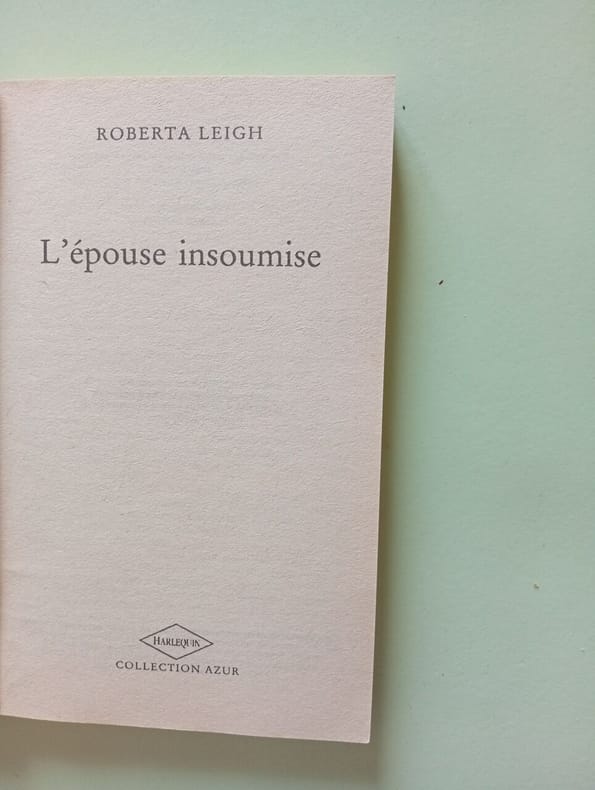 ROBERTA LEIGH
L'épouse insoumise
HARLEQUIN
COLLECTION AZUR